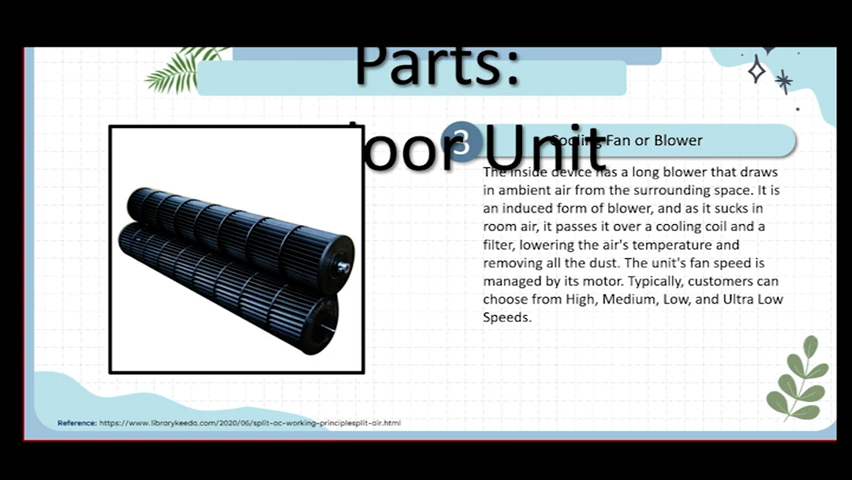 Parts:
door Unit
3
Cooling Fan or Blower
The inside device has a long blower that draws
in ambient air from the surrounding space. It is
an induced form of blower, and as it sucks in
room air, it passes it over a cooling coil and a
filter, lowering the air's temperature and
removing all the dust. The unit's fan speed is
managed by its motor. Typically, customers can
choose from High, Medium, Low, and Ultra Low
Speeds.
Reference: https://www.librarykeeda.com/2020/06/split-ac-working-principlesplit-air.html